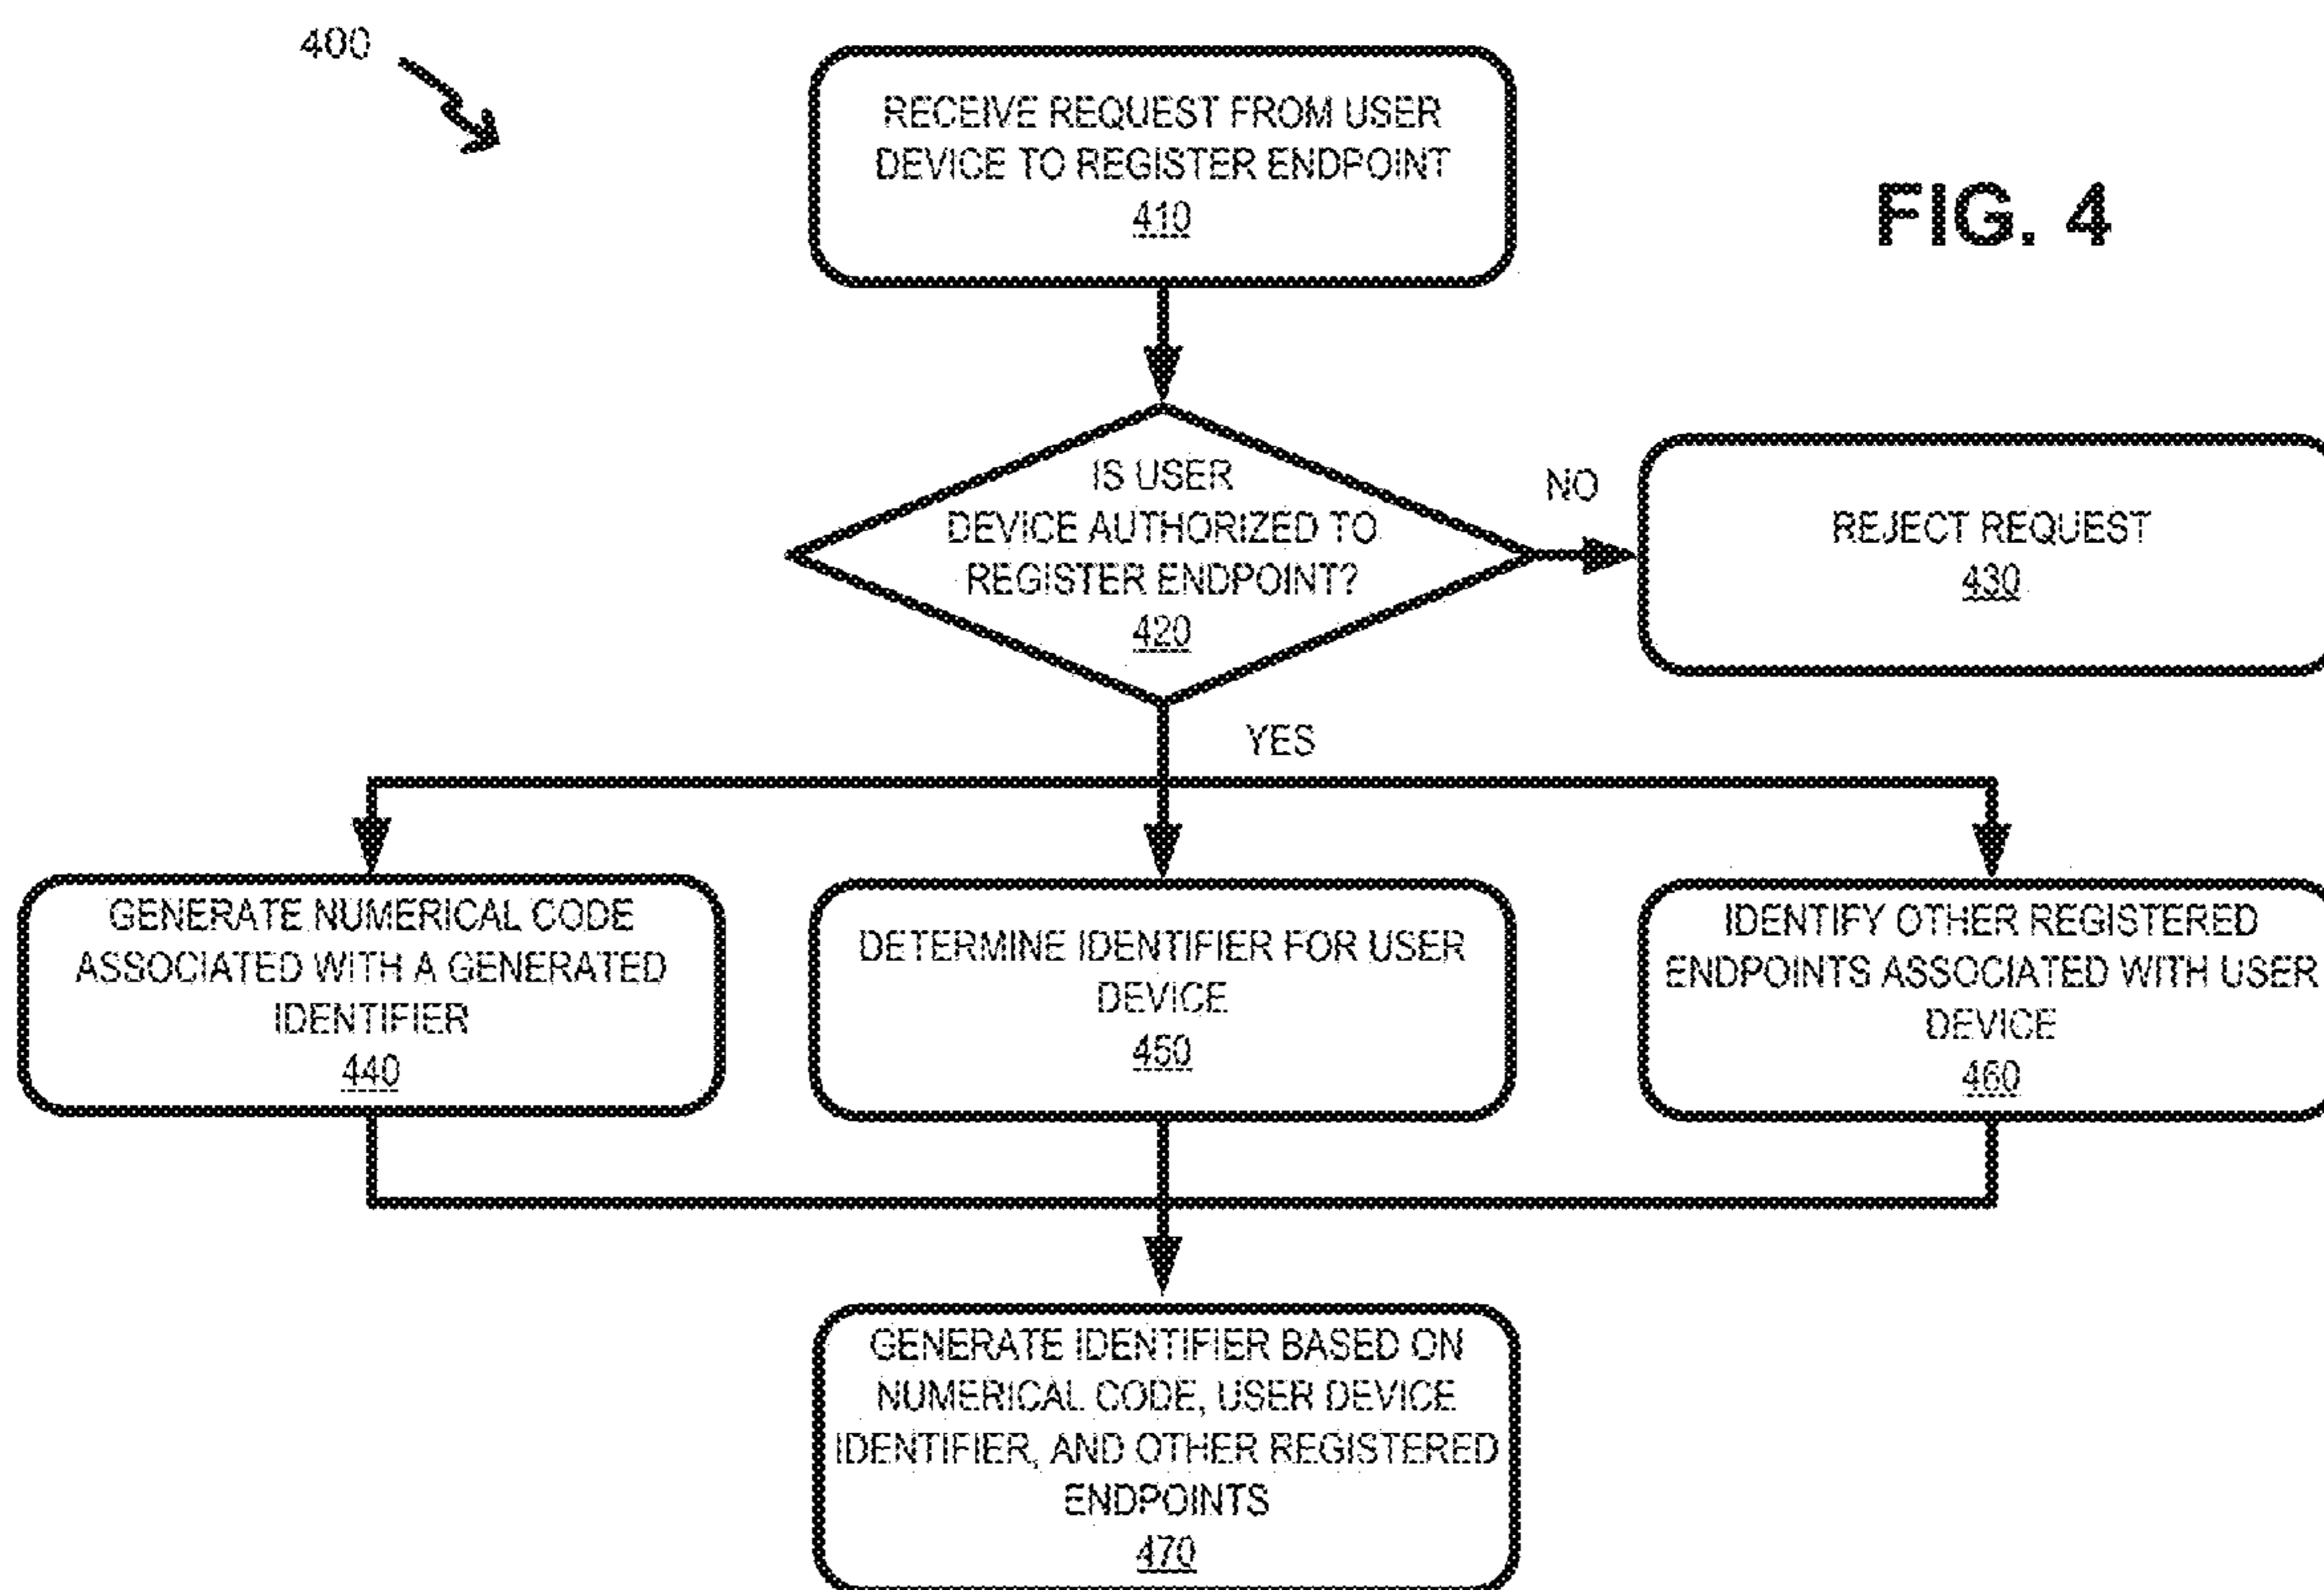 400
RECEIVE REQUEST FROM USER
DEVICE TO REGISTER ENDPOINT
410
FIG. 4
IS USER
DEVICE AUTHORIZED TO
REGISTER ENDPOINT?
420
NO
REJECT REQUEST
430
YES
GENERATE NUMERICAL CODE
ASSOCIATED WITH A GENERATED
IDENTIFIER
440
DETERMINE IDENTIFIER FOR USER
DEVICE
450
IDENTIFY OTHER REGISTERED
ENDPOINTS ASSOCIATED WITH USER
DEVICE
460
GENERATE IDENTIFIER BASED ON
NUMERICAL CODE, USER DEVICE
IDENTIFIER, AND OTHER REGISTERED
ENDPOINTS
470